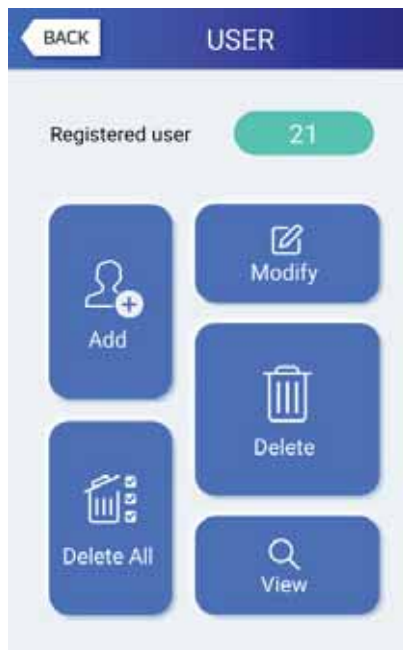 BACK
USER
Registered user
21
Add
Modify
Delete
Delete All
View